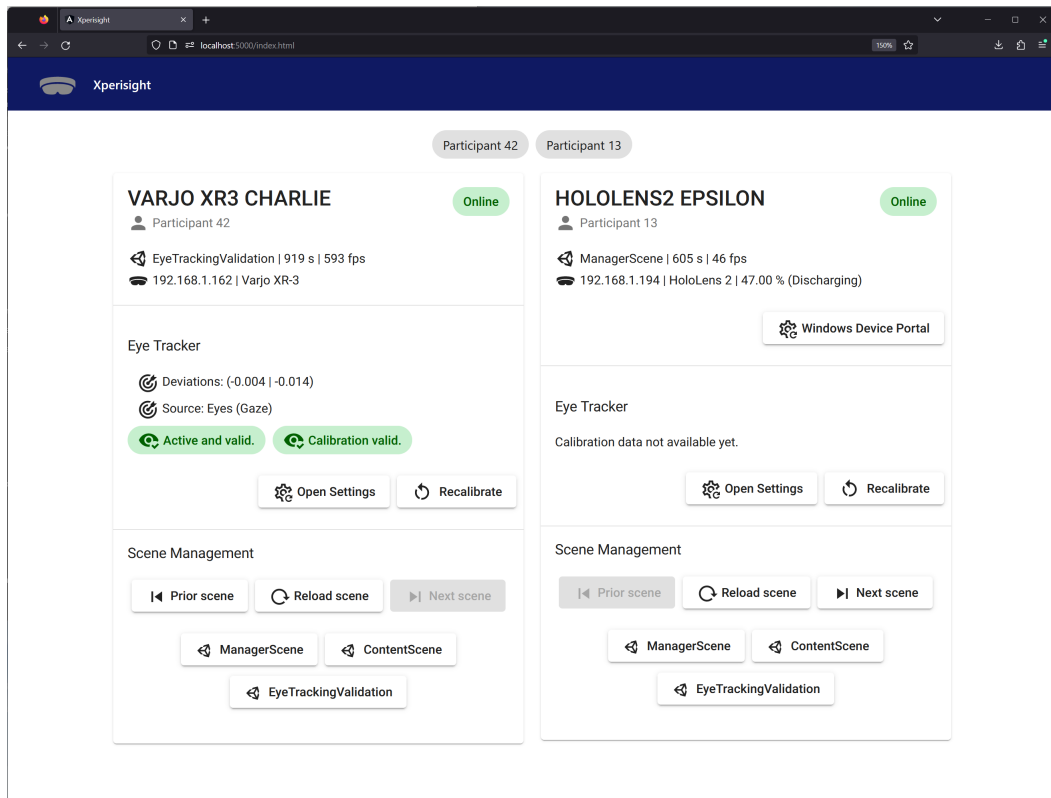 Xperisight
localhost:5000/index.html
150%
Xperisight
Participant 42
Participant 13
VARJO XR3 CHARLIE
Online
Participant 42
EyeTrackingValidation | 919 s | 593 fps
192.168.1.162 | Varjo XR-3
Eye Tracker
Deviations: (-0.004 | -0.014)
Source: Eyes (Gaze)
Active and valid.
Calibration valid.
Open Settings
Recalibrate
Scene Management
Prior scene
Reload scene
Next scene
ManagerScene
ContentScene
EyeTrackingValidation
HOLOLENS2 EPSILON
Online
Participant 13
ManagerScene | 605 s | 46 fps
192.168.1.194 | HoloLens 2 | 47.00 % (Discharging)
Windows Device Portal
Eye Tracker
Calibration data not available yet.
Open Settings
Recalibrate
Scene Management
Prior scene
Reload scene
Next scene
ManagerScene
ContentScene
EyeTrackingValidation